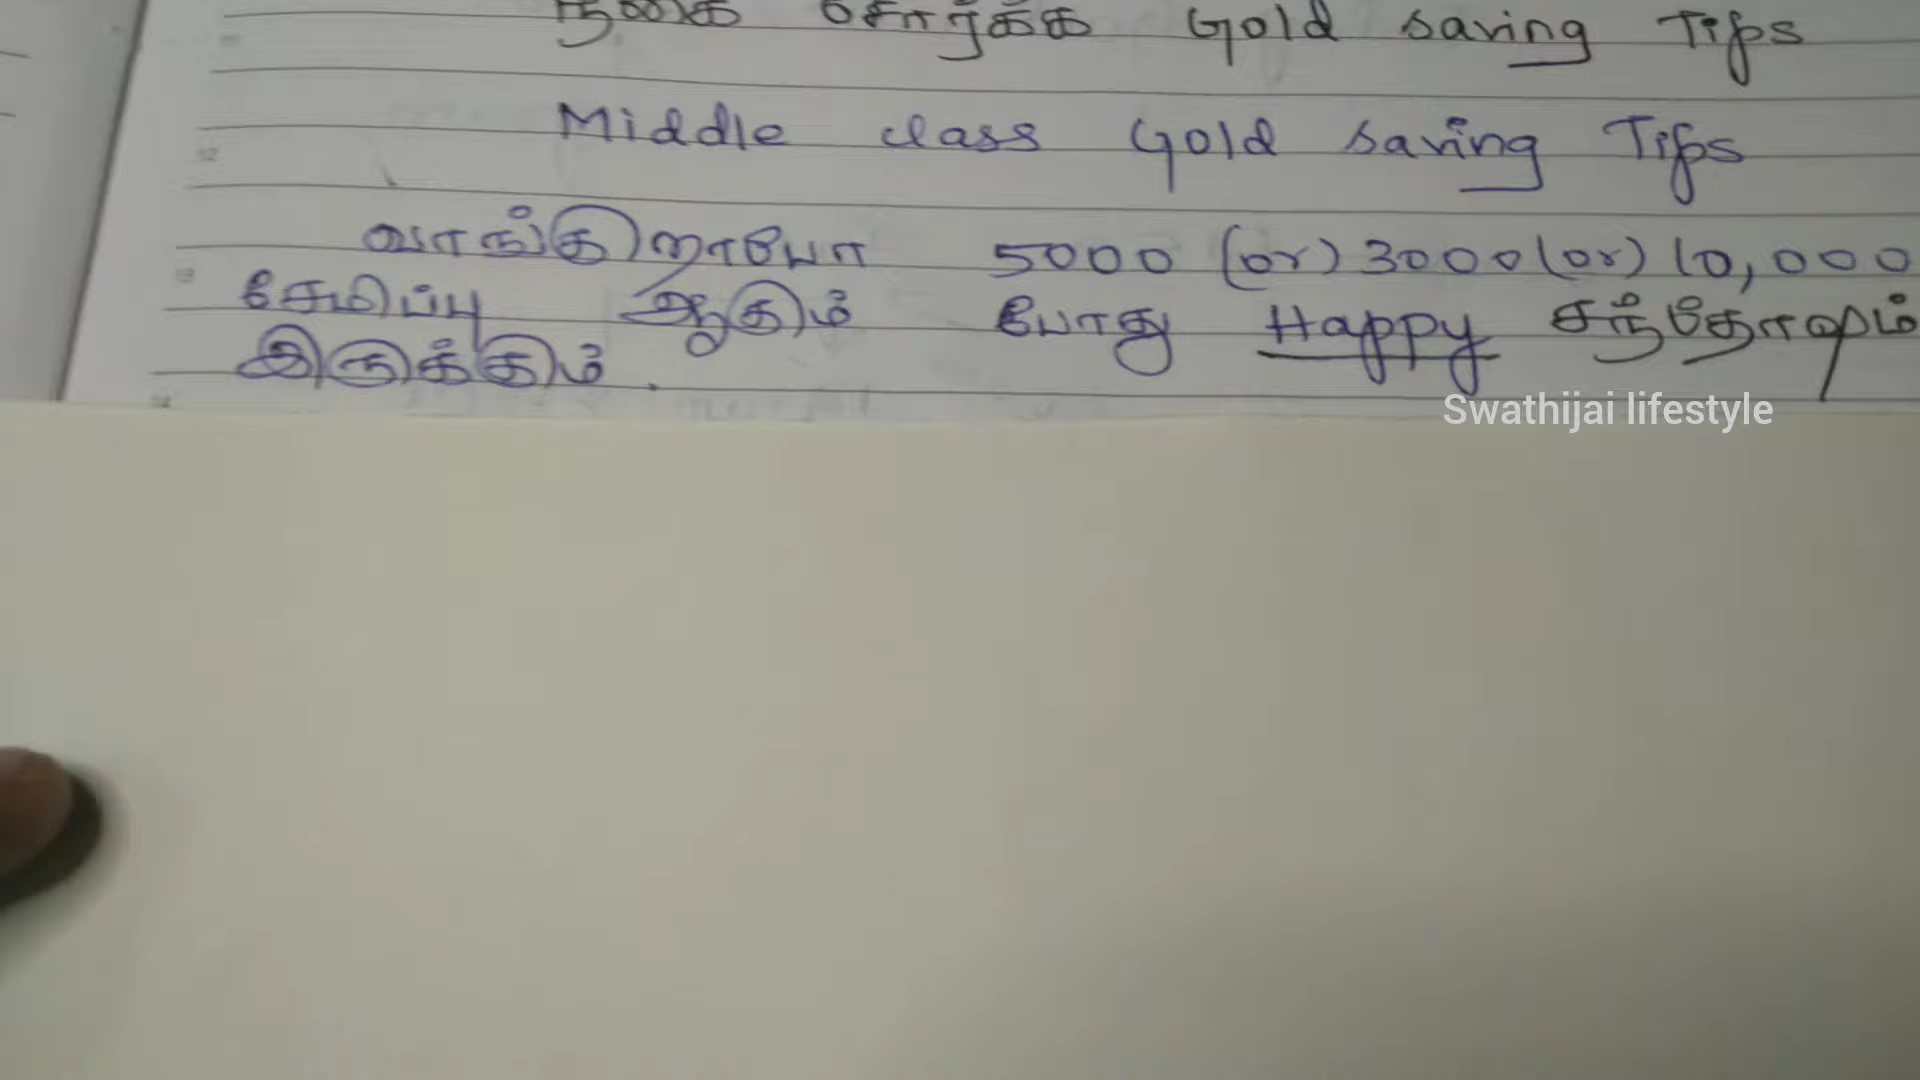 நகை சேர்க்க Gold saving Tips
Middle class Gold saving Tips
வாங்கிறாபோ 5000 (or) 3000 (or) 10,000
சேமிப்பு ஆகும் போது Happy சந்தோஷம்
இருக்கும்.
Swathijai lifestyle